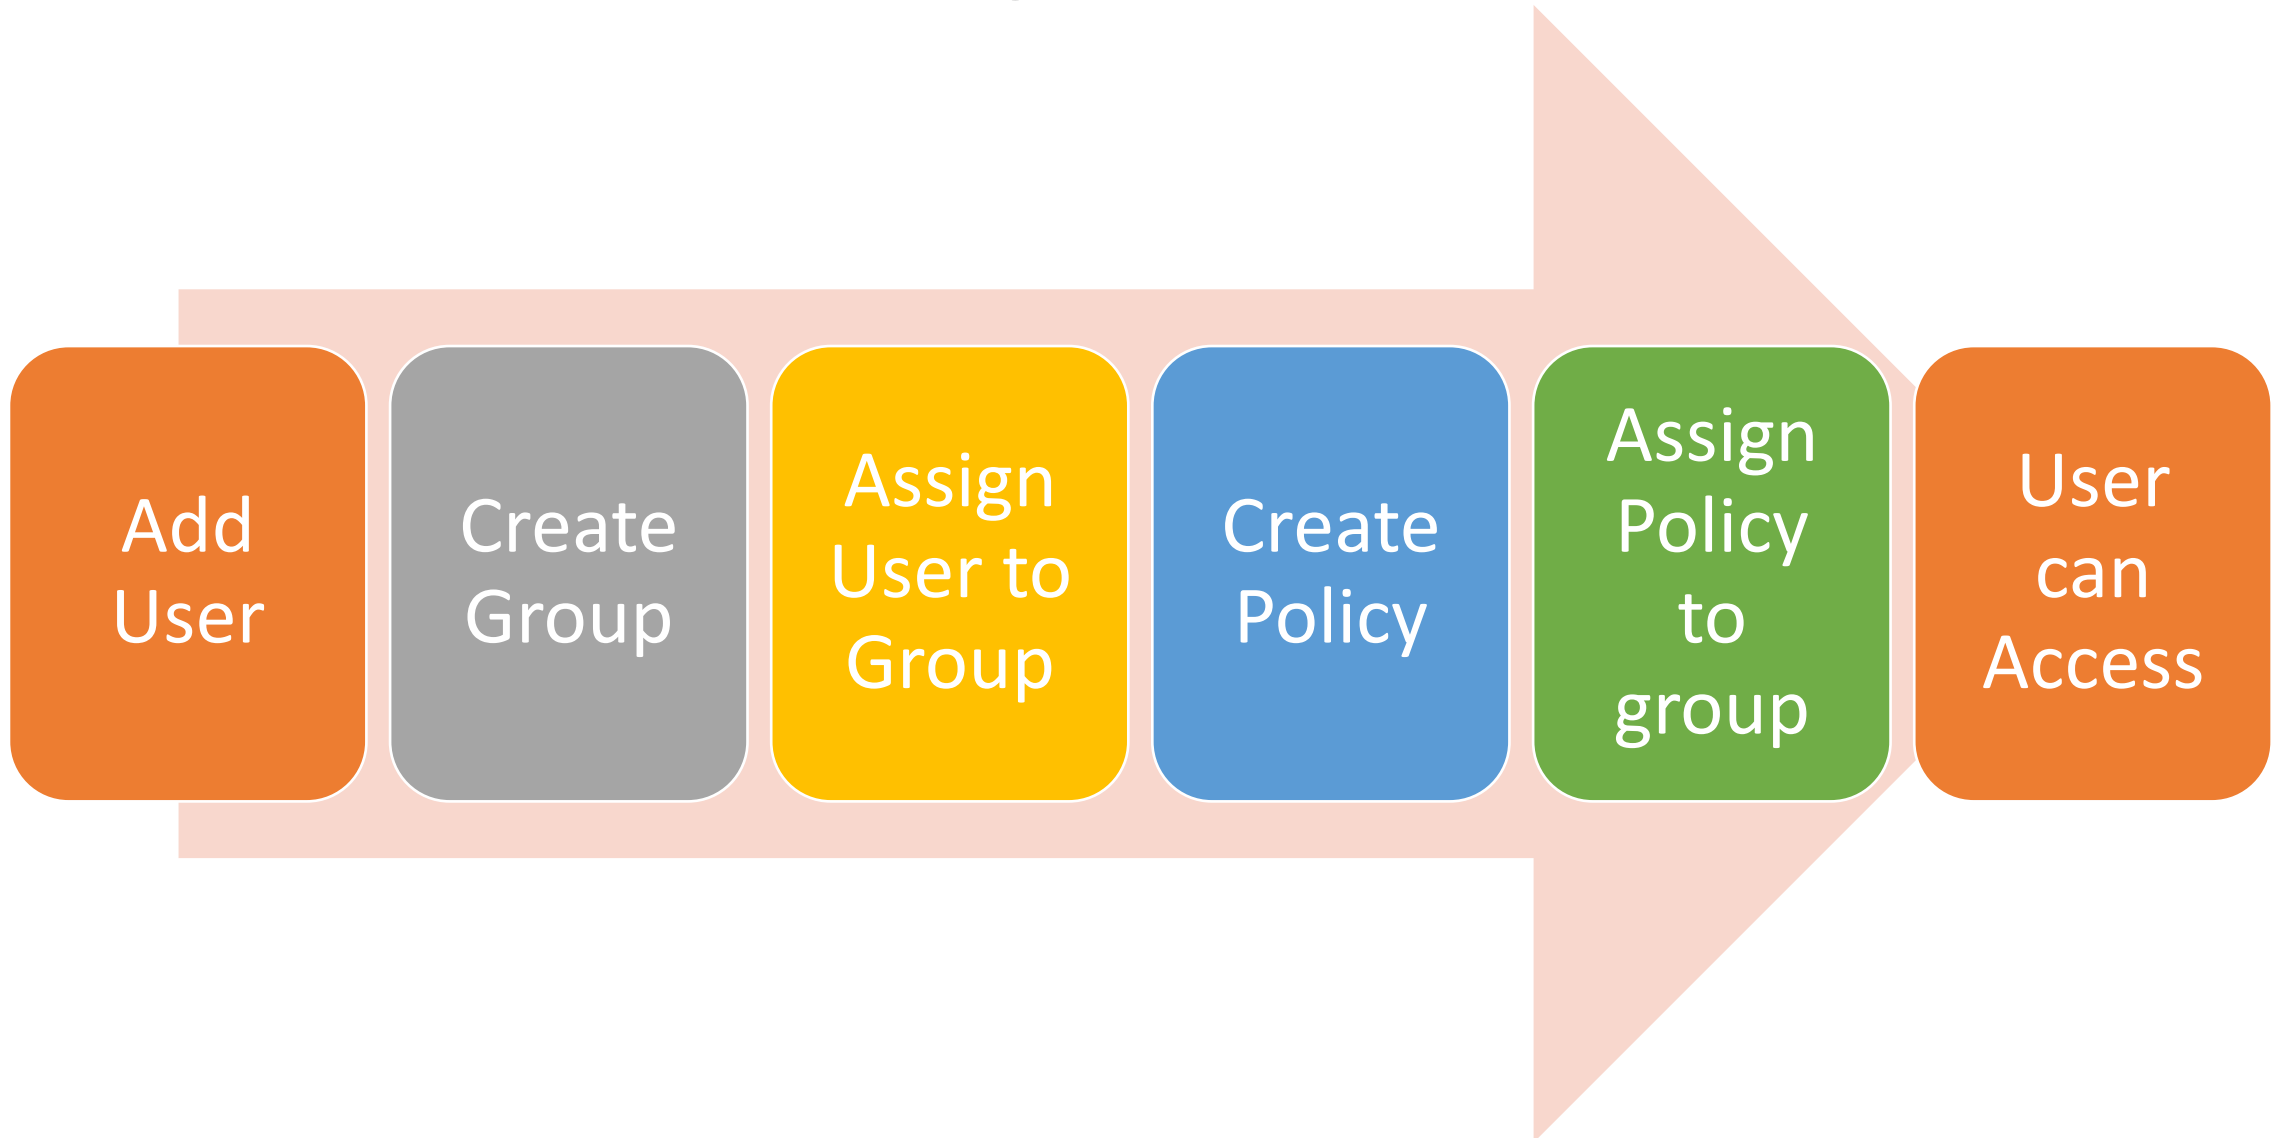 Add
User
Create
Group
Assign
User to
Group
Create
Policy
Assign
Policy
to
group
User
can
Access